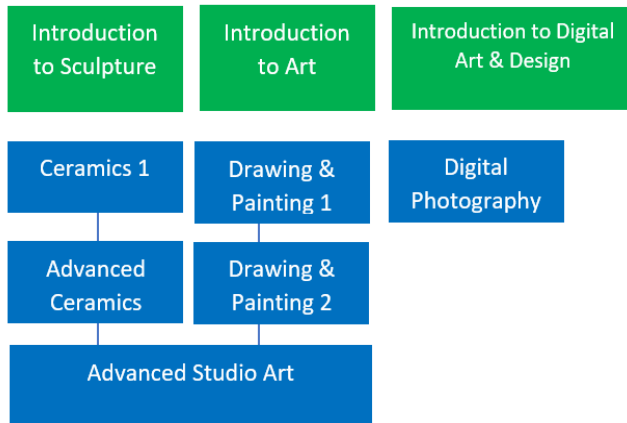 Introduction
to Sculpture
Introduction
to Art
Introduction to Digital
Art & Design
Ceramics 1
Drawing &
Painting 1
Digital
Photography
Advanced
Ceramics
Drawing &
Painting 2
Advanced Studio Art